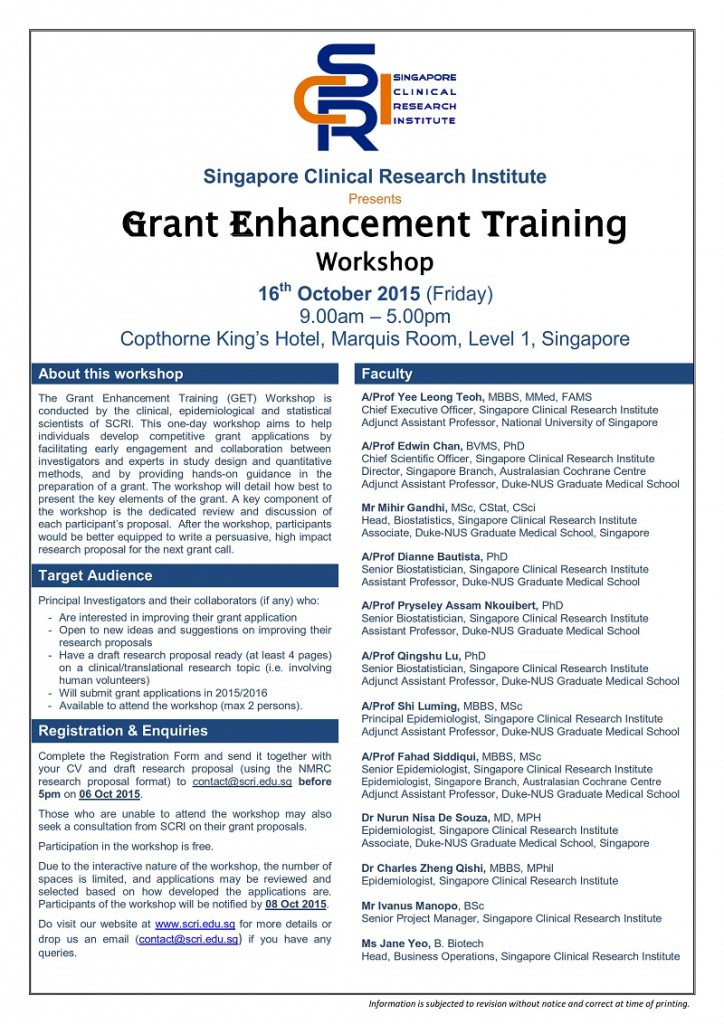 SCRI
SINGAPORE
CLINICAL
RESEARCH
INSTITUTE
Singapore Clinical Research Institute
Presents
Grant Enhancement Training
Workshop
16th October 2015 (Friday)
9.00am – 5.00pm
Copthorne King's Hotel, Marquis Room, Level 1, Singapore
About this workshop
The Grant Enhancement Training (GET) Workshop is
conducted by the clinical, epidemiological and statistical
scientists of SCRI. This one-day workshop aims to help
individuals develop competitive grant applications by
facilitating early engagement and collaboration between
investigators and experts in study design and quantitative
methods, and by providing hands-on guidance in the
preparation of a grant. The workshop will detail how best to
present the key elements of the grant. A key component of
the workshop is the dedicated review and discussion of
each participant's proposal. After the workshop, participants
would be better equipped to write a persuasive, high impact
research proposal for the next grant call.
Target Audience
Principal Investigators and their collaborators (if any) who:
- Are interested in improving their grant application
- Open to new ideas and suggestions on improving their
research proposals
- Have a draft research proposal ready (at least 4 pages)
on a clinical/translational research topic (i.e. involving
human volunteers)
- Will submit grant applications in 2015/2016
- Available to attend the workshop (max 2 persons).
Registration & Enquiries
Complete the Registration Form and send it together with
your CV and draft research proposal (using the NMRC
research proposal format) to contact@scri.edu.sg before
5pm on 06 Oct 2015.
Those who are unable to attend the workshop may also
seek a consultation from SCRI on their grant proposals.
Participation in the workshop is free.
Due to the interactive nature of the workshop, the number of
spaces is limited, and applications may be reviewed and
selected based on how developed the applications are.
Participants of the workshop will be notified by 08 Oct 2015.
Do visit our website at www.scri.edu.sg for more details or
drop us an email (contact@scri.edu.sg) if you have any
queries.
Faculty
A/Prof Yee Leong Teoh, MBBS, MMed, FAMS
Chief Executive Officer, Singapore Clinical Research Institute
Adjunct Assistant Professor, National University of Singapore
A/Prof Edwin Chan, BVMS, PhD
Chief Scientific Officer, Singapore Clinical Research Institute
Director, Singapore Branch, Australasian Cochrane Centre
Adjunct Assistant Professor, Duke-NUS Graduate Medical School
Mr Mihir Gandhi, MSc, CStat, CSci
Head, Biostatistics, Singapore Clinical Research Institute
Associate, Duke-NUS Graduate Medical School, Singapore
A/Prof Dianne Bautista, PhD
Senior Biostatistician, Singapore Clinical Research Institute
Assistant Professor, Duke-NUS Graduate Medical School
A/Prof Pryseley Assam Nkouibert, PhD
Senior Biostatistician, Singapore Clinical Research Institute
Assistant Professor, Duke-NUS Graduate Medical School
A/Prof Qingshu Lu, PhD
Senior Biostatistician, Singapore Clinical Research Institute
Adjunct Assistant Professor, Duke-NUS Graduate Medical School
A/Prof Shi Luming, MBBS, MSc
Principal Epidemiologist, Singapore Clinical Research Institute
Adjunct Assistant Professor, Duke-NUS Graduate Medical School
A/Prof Fahad Siddiqui, MBBS, MSc
Senior Epidemiologist, Singapore Clinical Research Institute
Epidemiologist, Singapore Branch, Australasian Cochrane Centre
Adjunct Assistant Professor, Duke-NUS Graduate Medical School
Dr Nurun Nisa De Souza, MD, MPH
Epidemiologist, Singapore Clinical Research Institute
Associate, Duke-NUS Graduate Medical School, Singapore
Dr Charles Zheng Qishi, MBBS, MPhil
Epidemiologist, Singapore Clinical Research Institute
Mr Ivanus Manopo, BSc
Senior Project Manager, Singapore Clinical Research Institute
Ms Jane Yeo, B. Biotech
Head, Business Operations, Singapore Clinical Research Institute
Information is subjected to revision without notice and correct at time of printing.